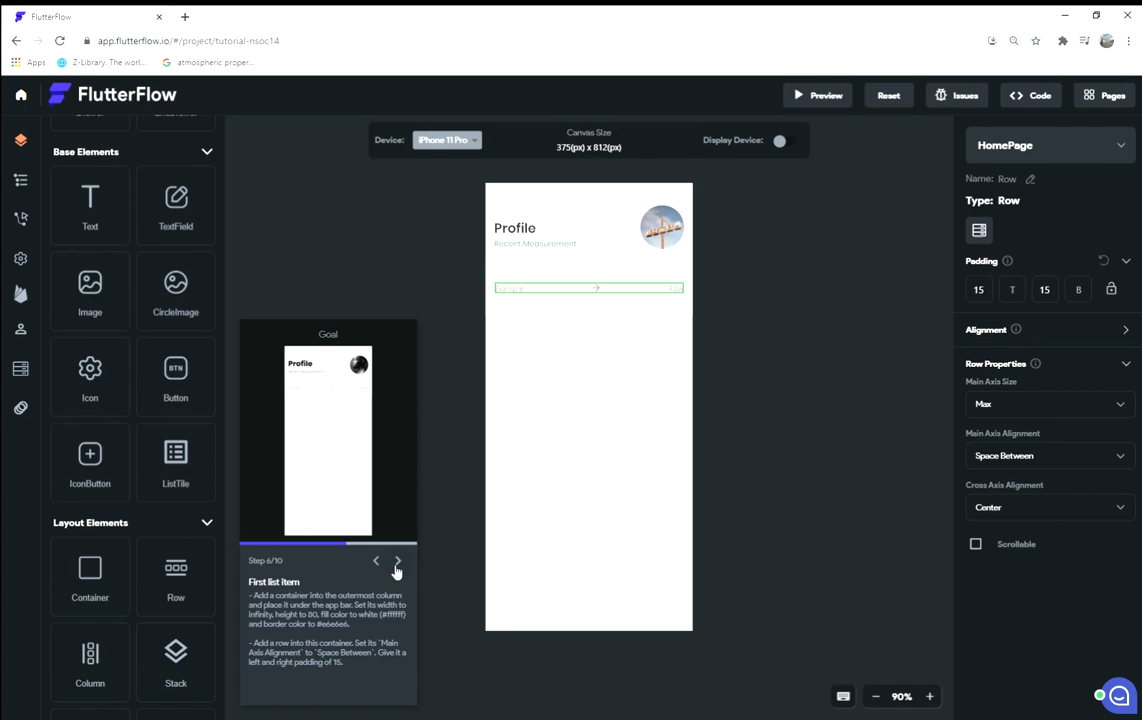 FlutterFlow
app.flutterflow.io/#/project/tutorial-nsoc14
Apps
Z-Library. The worl...
atmospheric proper...
FlutterFlow
Preview
Reset
Issues
<> Code
Pages
Base Elements
Text
TextField
Image
CircleImage
Icon
BTN
Button
IconButton
ListTile
Layout Elements
Container
Row
Column
Stack
Device:
iPhone 11 Pro
Canvas Size
375(px) x 812(px)
Display Device:
Profile
Recent Measurement
Example
Row
Goal
Profile
Step 6/10
First list item
- Add a container into the outermost column
and place it under the app bar. Set its width to
infinity, height to 80, fill color to white (#ffffff)
and border color to #e6e6e6.
- Add a row into this container. Set its `Main
Axis Alignment` to `Space Between`. Give it a
left and right padding of 15.
90%
HomePage
Name: Row
Type: Row
Padding
15
T
15
B
Alignment
Row Properties
Main Axis Size
Max
Main Axis Alignment
Space Between
Cross Axis Alignment
Center
Scrollable